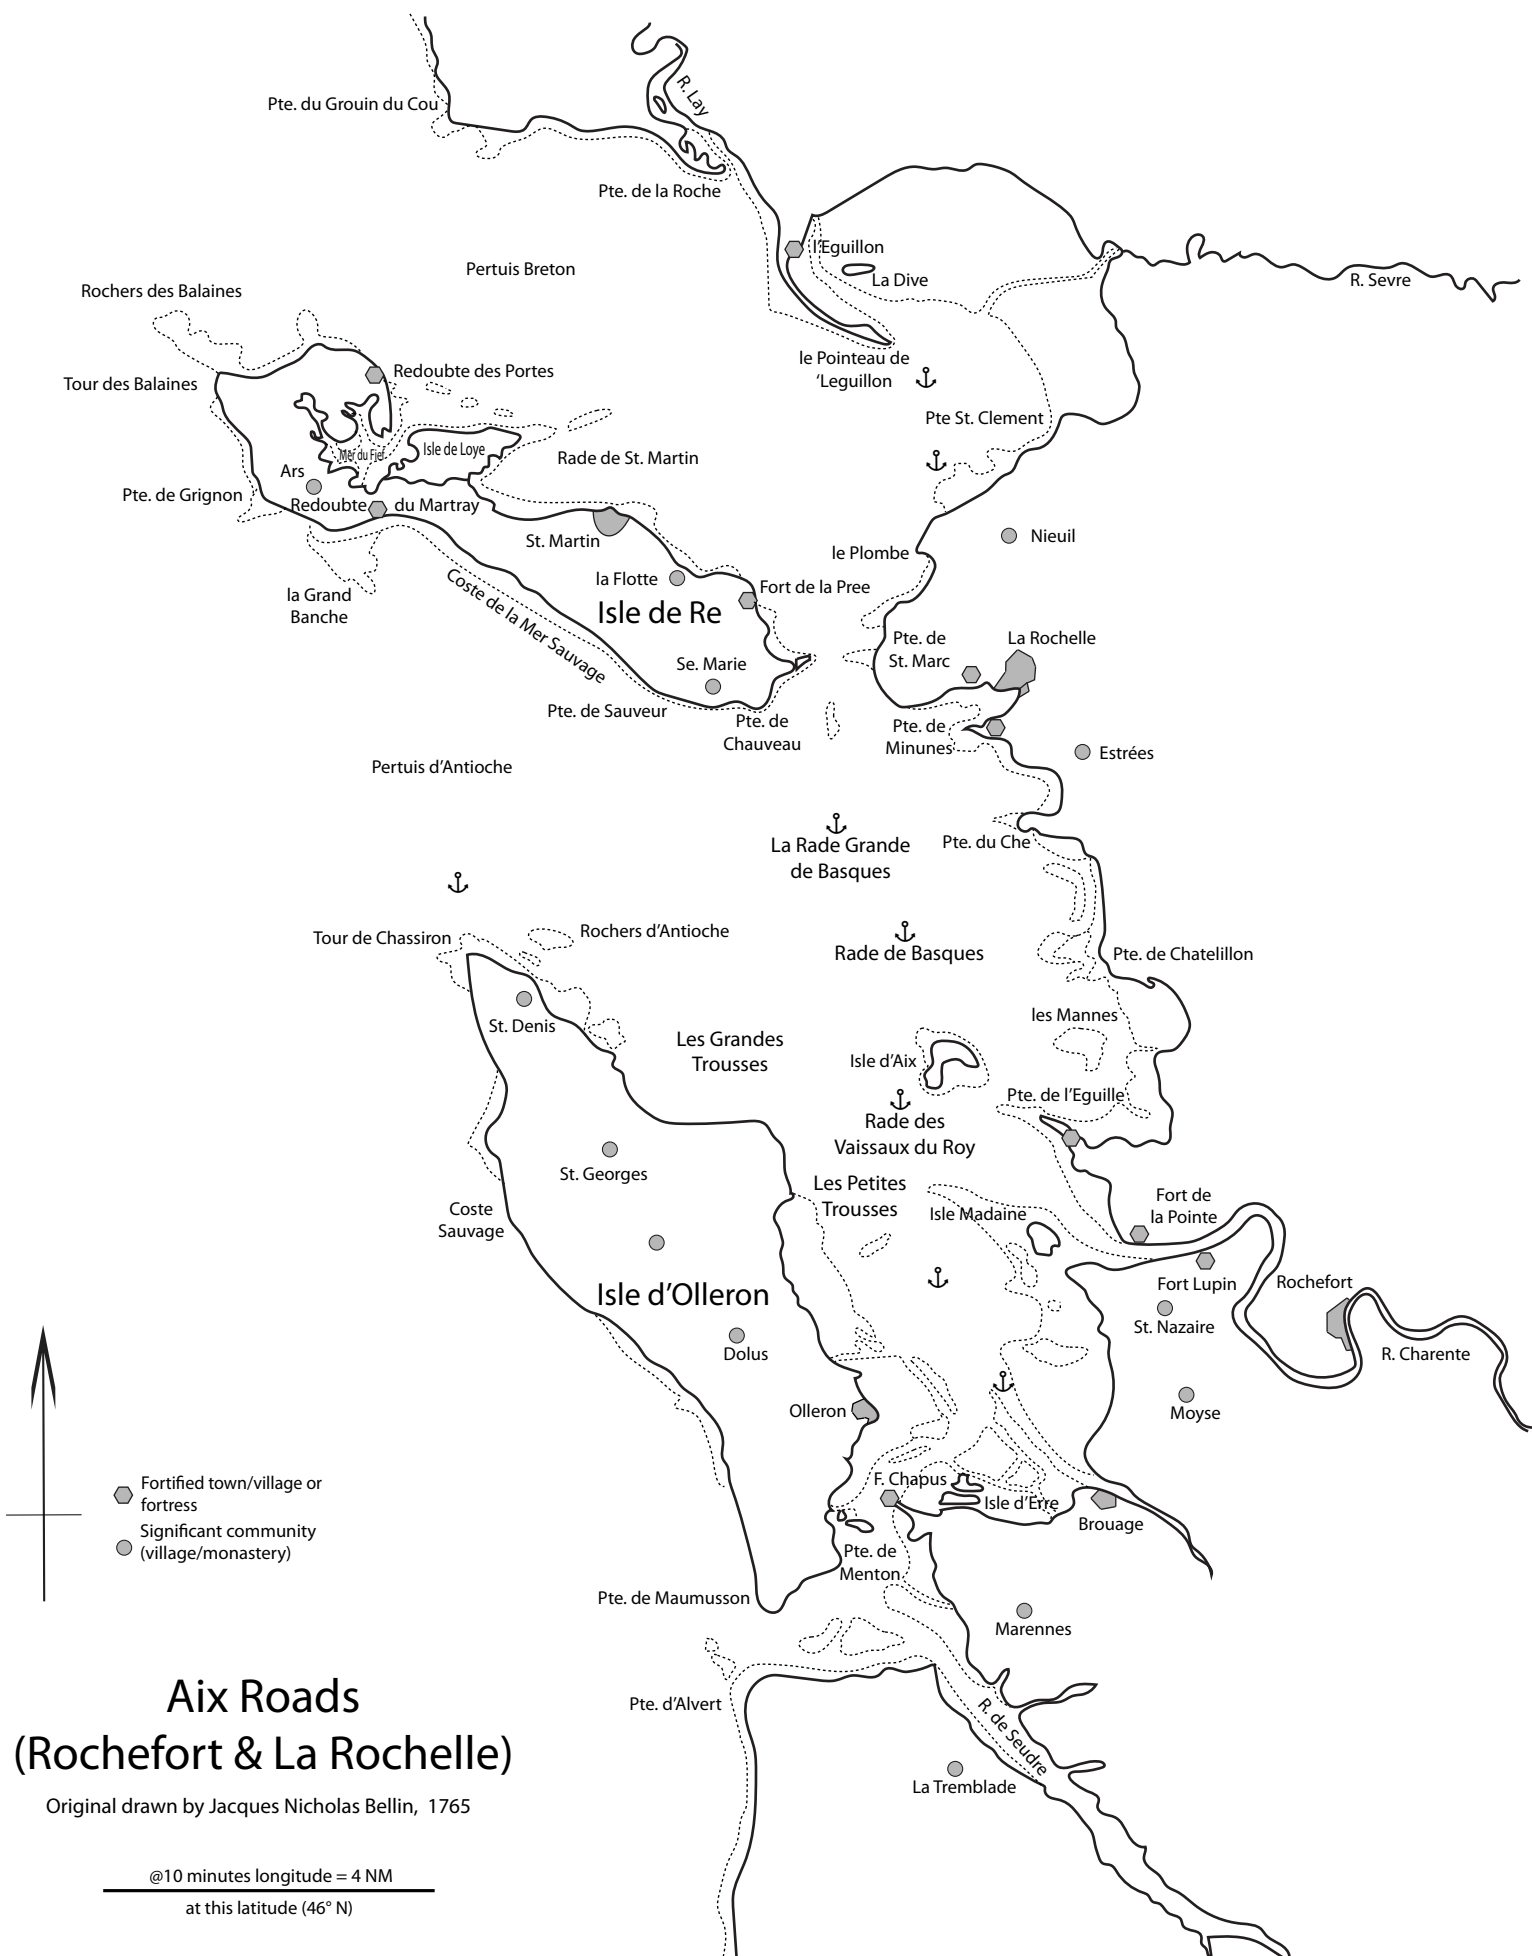 Pte. du Grouin du Cou
R. Lay
Pte. de la Roche
l'Eguillon
Pertuis Breton
La Dive
R. Sevre
Rochers des Balaines
le Pointeau de
‘Leguillon
Redoubte des Portes
Tour des Balaines
Pte St. Clement
Mer du Fief
Isle de Loye
Rade de St. Martin
Ars
Pte. de Grignon
Redoubte du Martray
St. Martin
Nieuil
le Plombe
la Flotte
Fort de la Pree
la Grand
Banche
Coste de la Mer Sauvage
Isle de Re
Pte. de
St. Marc
La Rochelle
Se. Marie
Pte. de Sauveur
Pte. de
Chauveau
Pte. de
Minunes
Estrées
Pertuis d’Antioche
La Rade Grande
de Basques
Pte. du Che
Tour de Chassiron
Rochers d’Antioche
Rade de Basques
Pte. de Chatelillon
St. Denis
les Mannes
Les Grandes
Trousses
Isle d’Aix
Pte. de l’Eguille
Rade des
Vaissaux du Roy
St. Georges
Les Petites
Trousses
Isle Madaine
Fort de
la Pointe
Coste
Sauvage
Isle d’Olleron
Fort Lupin
Rochefort
St. Nazaire
Dolus
R. Charente
Olleron
Moyse
F. Chapus
Isle d’Erre
Brouage
Fortified town/village or
fortress
Significant community
(village/monastery)
Pte. de
Menton
Pte. de Maumusson
Marennes
Pte. d’Alvert
R. de Seudre
La Tremblade
Aix Roads
(Rochefort & La Rochelle)
Original drawn by Jacques Nicholas Bellin, 1765
@10 minutes longitude = 4 NM
at this latitude (46° N)